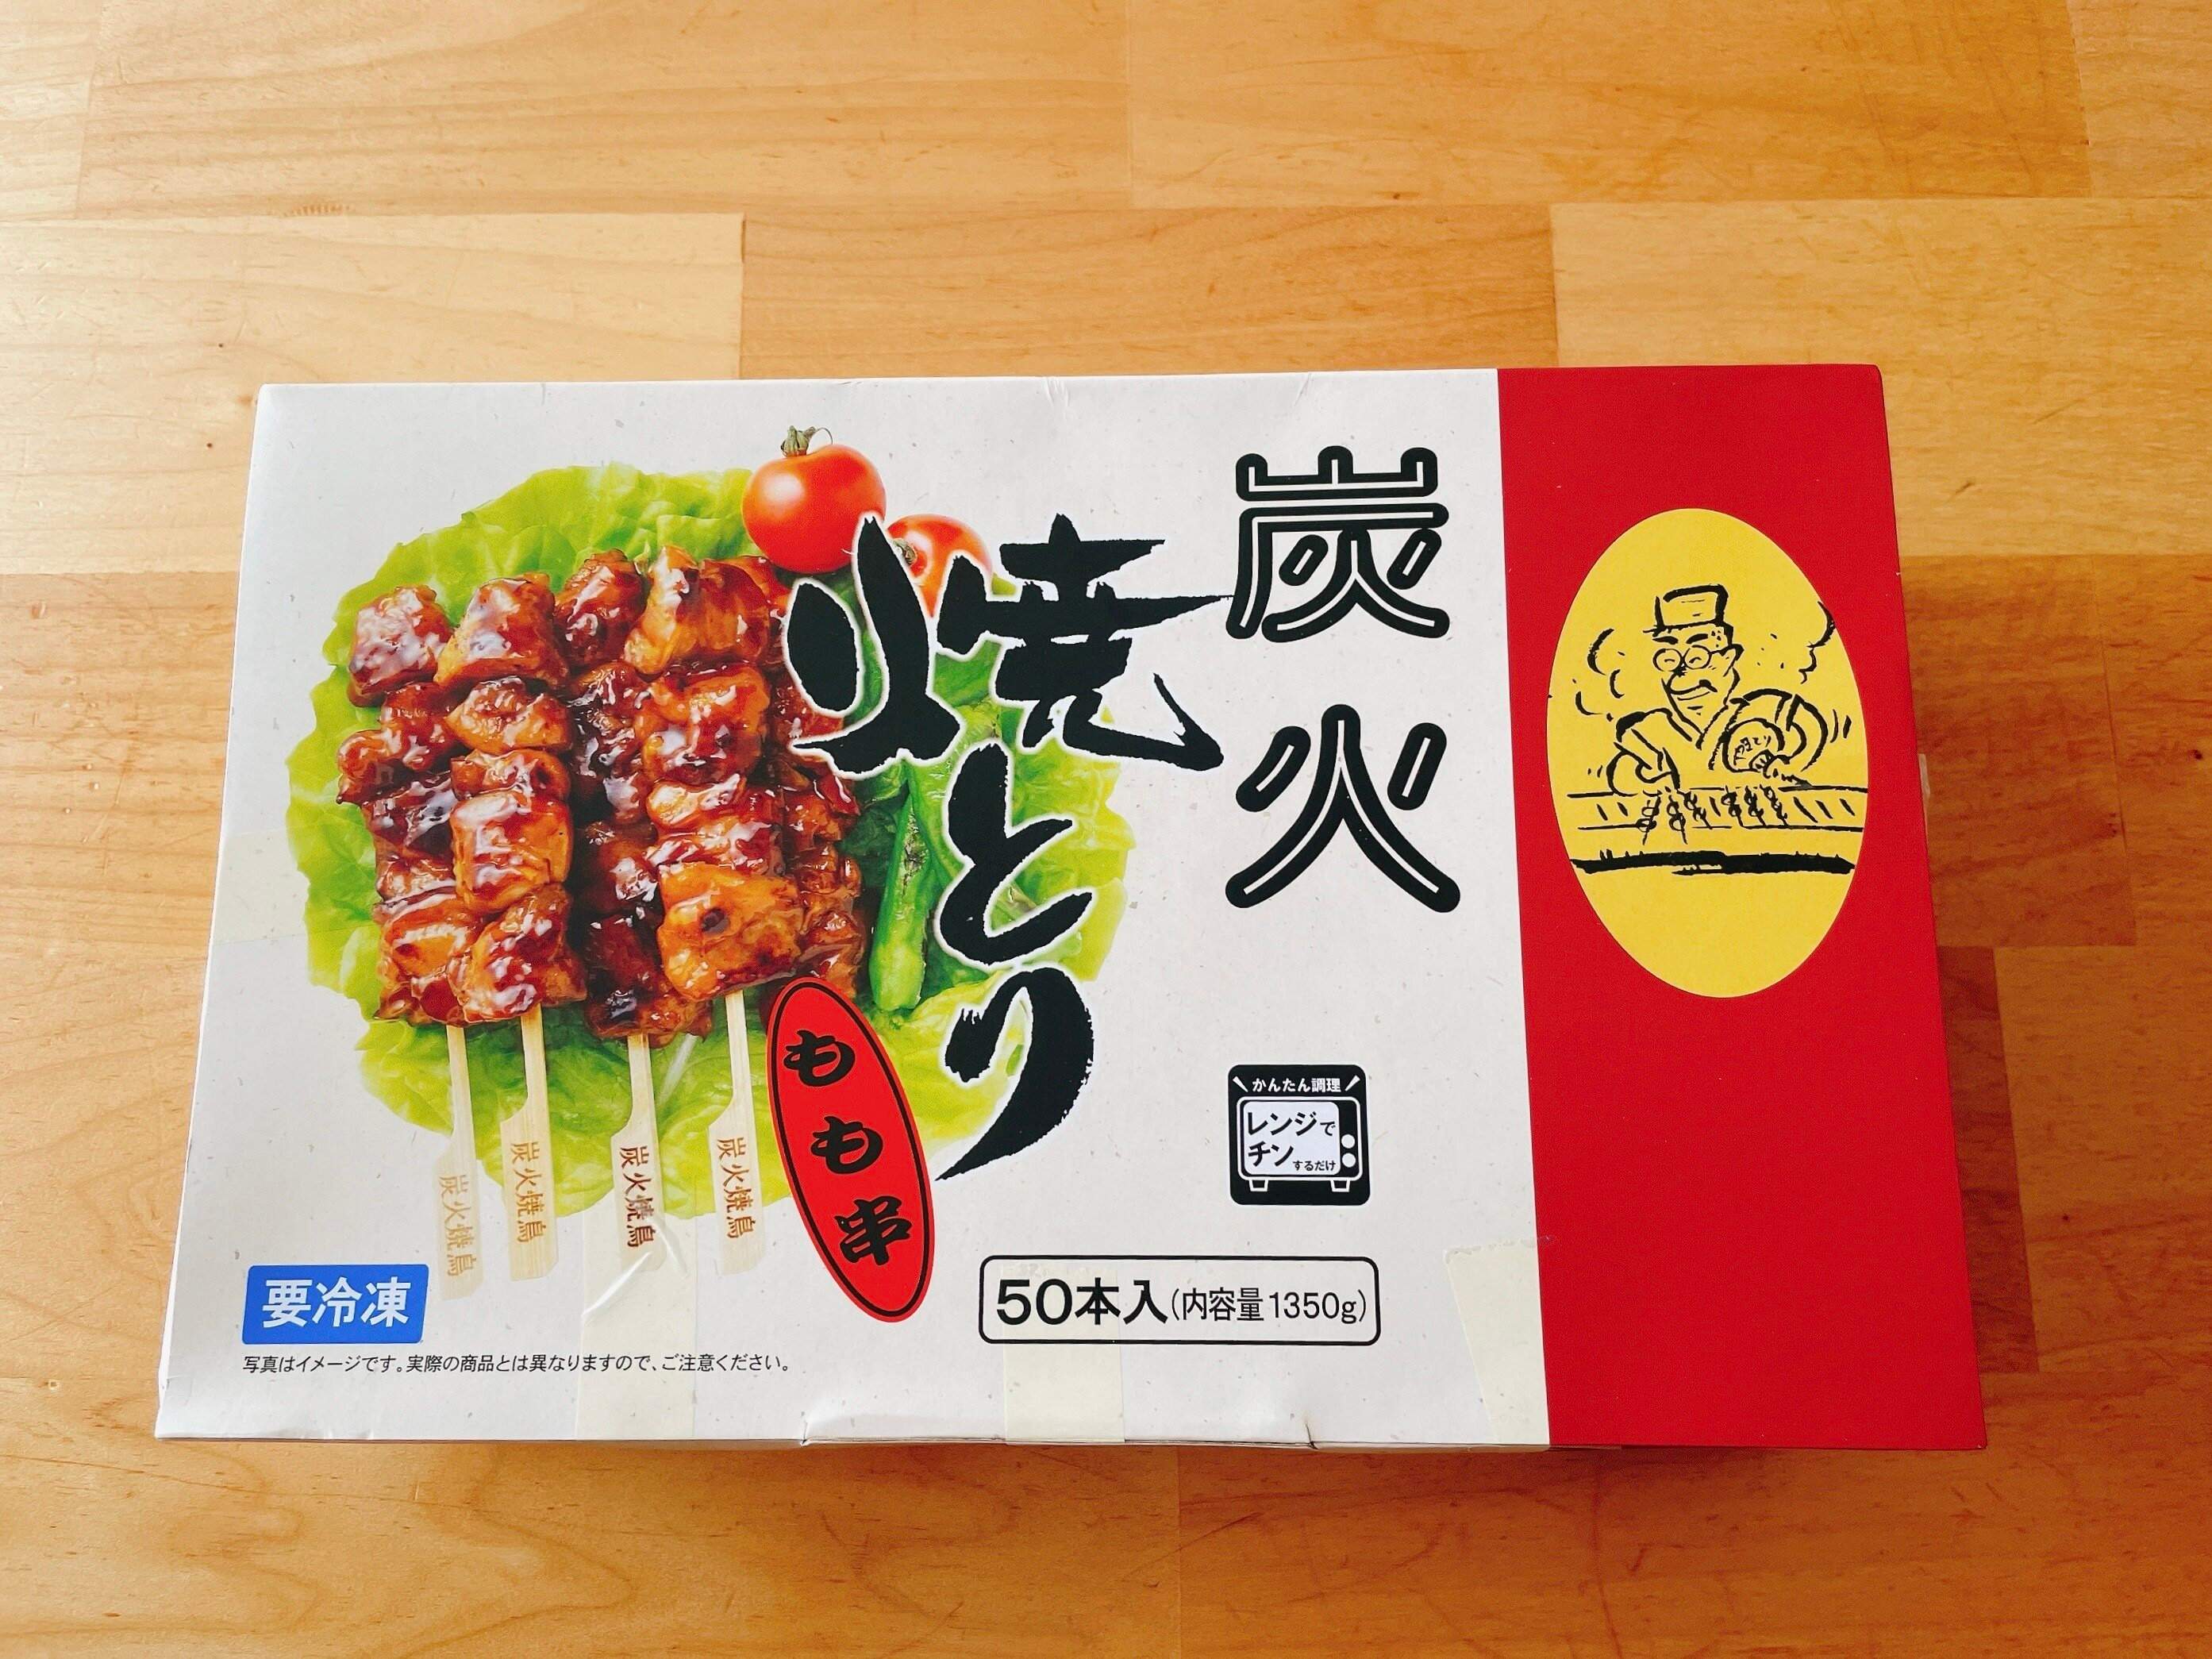 炭火
焼とり
もも串
炭火焼鳥
炭火焼鳥
炭火焼鳥
炭火焼鳥
かんたん調理
レンジで
チンするだけ
50本入(内容量1350g)
要冷凍
写真はイメージです。実際の商品とは異なりますので、ご注意ください。